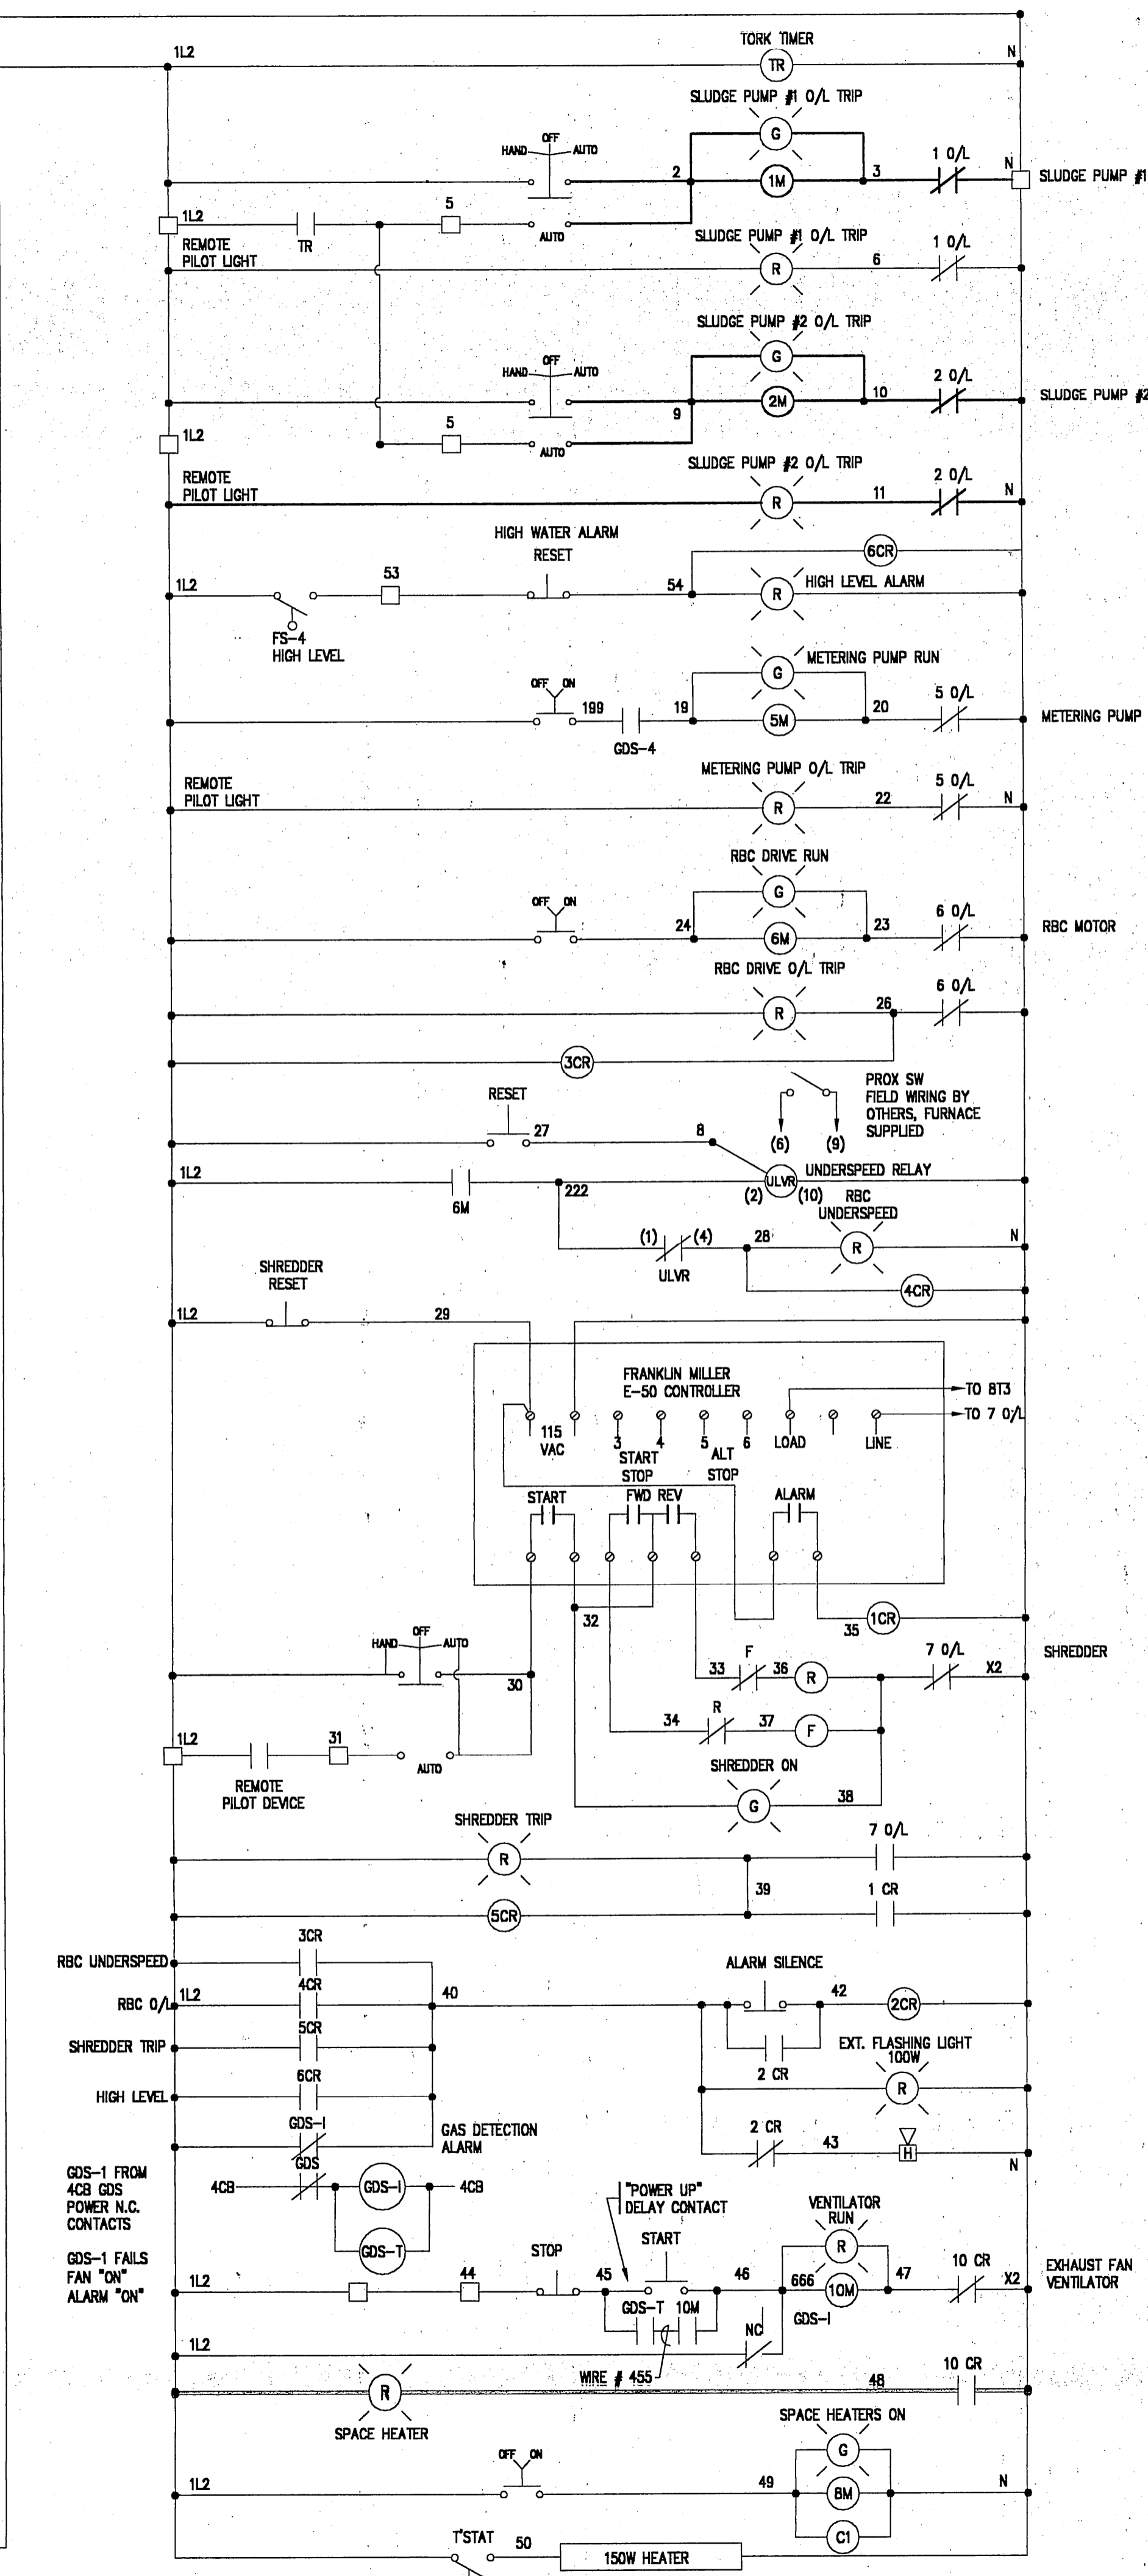 TORK TIMER
1L2
TR
N
SLUDGE PUMP #1 O/L TRIP
G
OFF
HAND
AUTO
2
1M
3
1 O/L
N
SLUDGE PUMP #1
1L2
TR
5
AUTO
REMOTE
PILOT LIGHT
SLUDGE PUMP #1 O/L TRIP
R
6
1 O/L
SLUDGE PUMP #2 O/L TRIP
G
OFF
HAND
AUTO
9
2M
10
2 O/L
SLUDGE PUMP #2
1L2
5
AUTO
REMOTE
PILOT LIGHT
SLUDGE PUMP #2 O/L TRIP
R
11
2 O/L
N
HIGH WATER ALARM
RESET
6CR
1L2
53
54
R
HIGH LEVEL ALARM
FS-4
HIGH LEVEL
METERING PUMP RUN
G
OFF ON
199
GDS-4
19
5M
20
5 O/L
METERING PUMP
REMOTE
PILOT LIGHT
METERING PUMP O/L TRIP
R
22
5 O/L
N
RBC DRIVE RUN
G
OFF ON
24
6M
23
6 O/L
RBC MOTOR
RBC DRIVE O/L TRIP
R
26
6 O/L
3CR
PROX SW
FIELD WIRING BY
OTHERS, FURNACE
SUPPLIED
(6)
(9)
RESET
27
8
1L2
6M
222
(2)
ULVR
(10)
UNDERSPEED RELAY
RBC
UNDERSPEED
(1)
(4)
ULVR
28
R
N
4CR
SHREDDER
RESET
1L2
29
FRANKLIN MILLER
E-50 CONTROLLER
TO 8T3
TO 7 O/L
115
VAC
3
4
5
6
LOAD
LINE
START
STOP
ALT
STOP
START
FWD REV
ALARM
32
35
1CR
OFF
HAND
AUTO
30
33
F
36
R
7 O/L
X2
SHREDDER
34
R
37
F
1L2
REMOTE
PILOT DEVICE
31
AUTO
SHREDDER ON
G
38
SHREDDER TRIP
R
7 O/L
39
5CR
1 CR
RBC UNDERSPEED
3CR
RBC O/L
1L2
4CR
40
SHREDDER TRIP
5CR
HIGH LEVEL
6CR
GDS-I
GAS DETECTION
ALARM
ALARM SILENCE
42
2CR
2 CR
EXT. FLASHING LIGHT
100W
R
2 CR
43
H
N
GDS-1 FROM
4CB GDS
POWER N.C.
CONTACTS
4CB
GDS
GDS-I
4CB
GDS-T
GDS-1 FAILS
FAN "ON"
ALARM "ON"
"POWER UP"
DELAY CONTACT
1L2
44
STOP
45
START
46
GDS-T
10M
VENTILATOR
RUN
R
666
10M
47
10 CR
X2
EXHAUST FAN
VENTILATOR
GDS-I
NC
1L2
WIRE # 455
R
SPACE HEATER
48
10 CR
SPACE HEATERS ON
G
1L2
OFF ON
49
8M
N
C1
T'STAT
50
150W HEATER